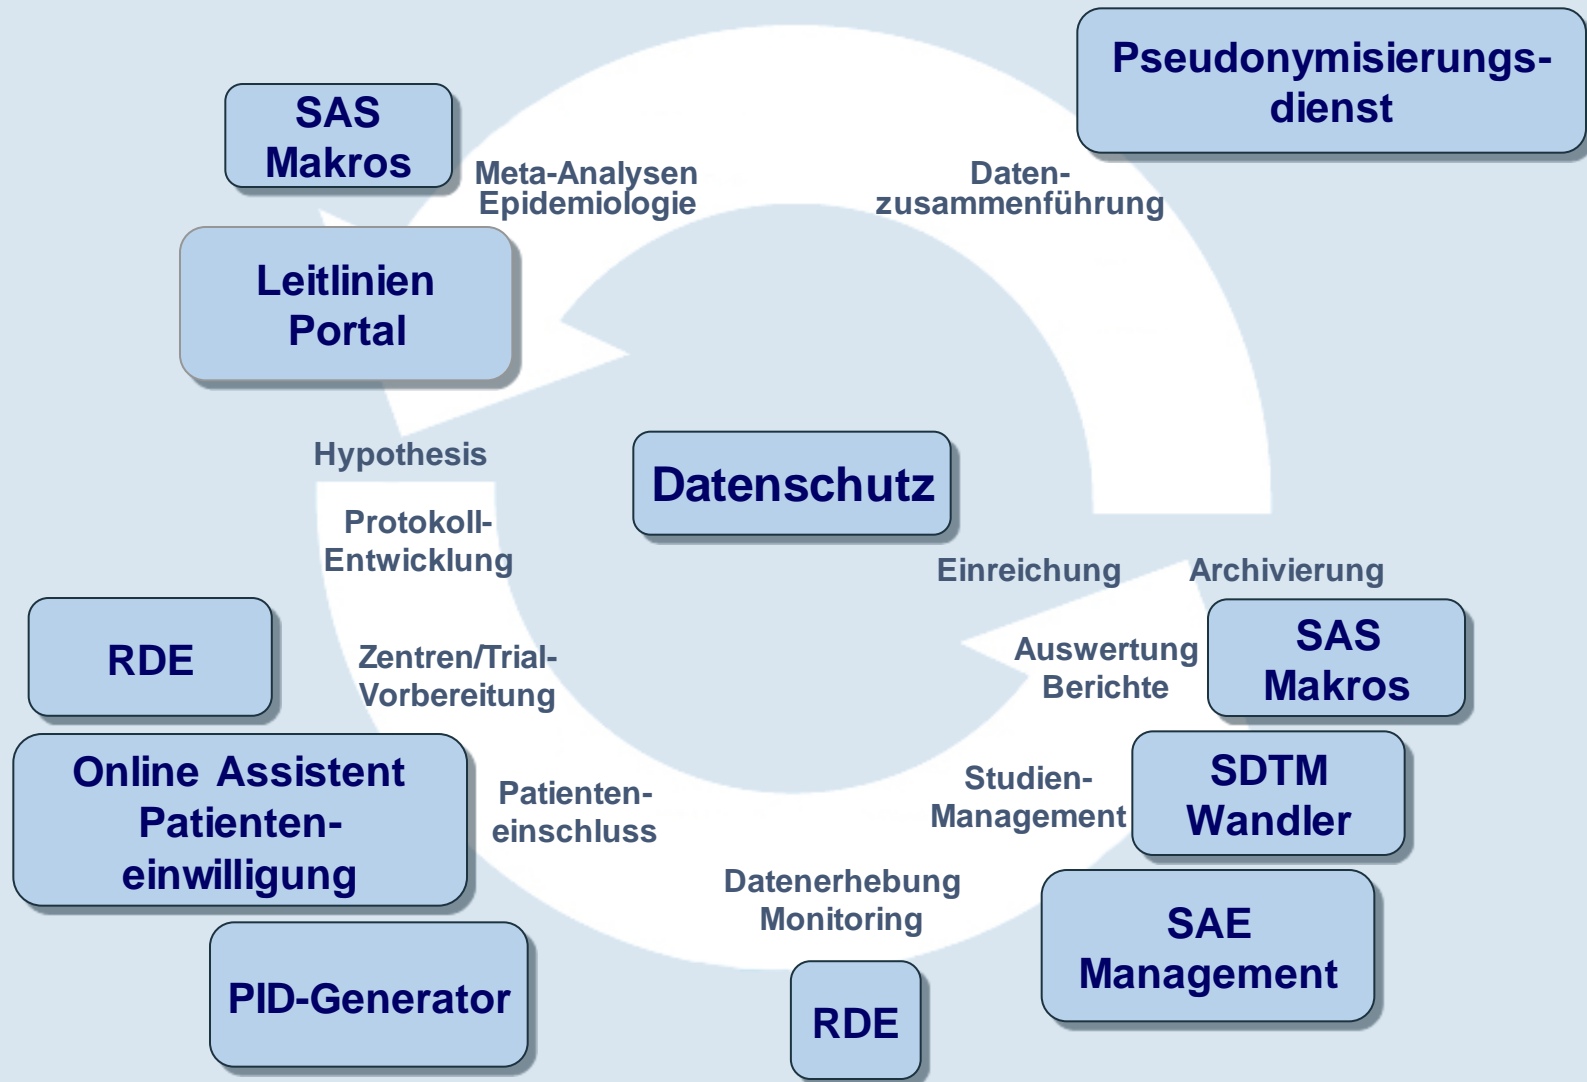 Pseudonymisierungs-
dienst
SAS
Makros
Meta-Analysen
Epidemiologie
Daten-
zusammenführung
Leitlinien
Portal
Hypothesis
Datenschutz
Protokoll-
Entwicklung
Einreichung
Archivierung
RDE
Zentren/Trial-
Vorbereitung
Auswertung
Berichte
SAS
Makros
Online Assistent
Patienten-
einwilligung
Patienten-
einschluss
Studien-
Management
SDTM
Wandler
Datenerhebung
Monitoring
SAE
Management
PID-Generator
RDE